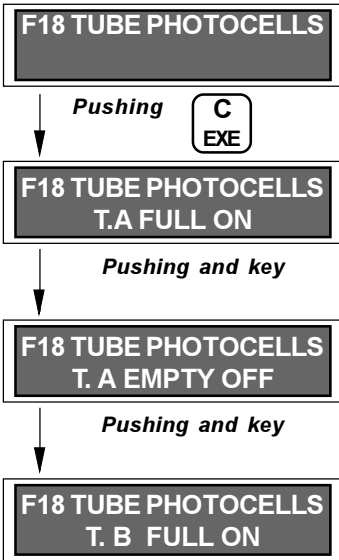 F18 TUBE PHOTOCELLS
Pushing
C
EXE
F18 TUBE PHOTOCELLS
T.A FULL ON
Pushing and key
F18 TUBE PHOTOCELLS
T. A EMPTY OFF
Pushing and key
F18 TUBE PHOTOCELLS
T. B FULL ON